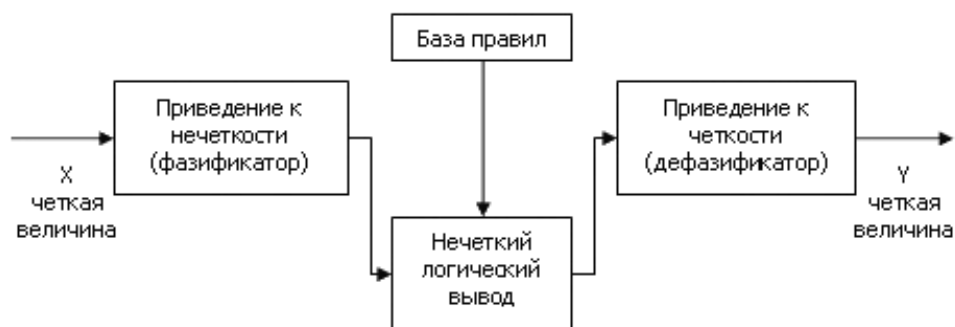 База правил
Приведение к
нечеткости
(фазификатор)
Приведение к
четкости
(дефазификатор)
X
четкая
величина
Y
четкая
величина
Нечеткий
логический
вывод